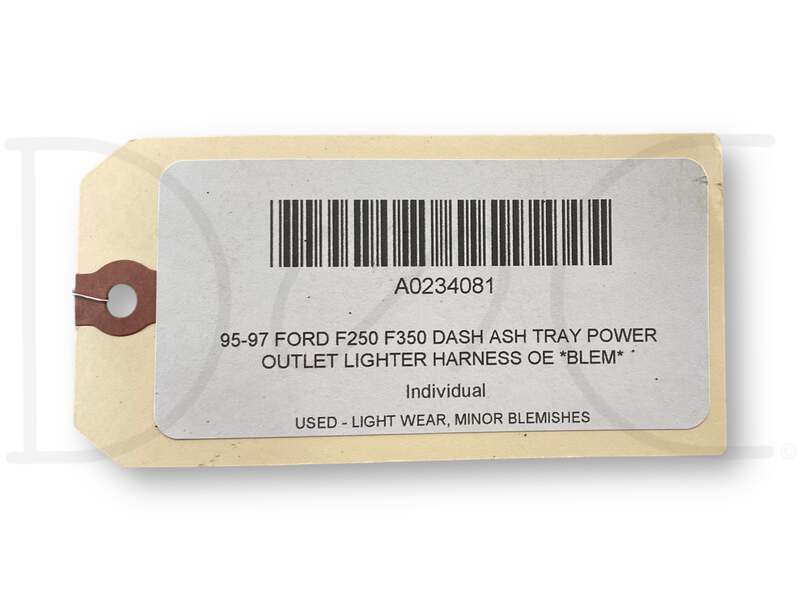 A0234081
95-97 FORD F250 F350 DASH ASH TRAY POWER
OUTLET LIGHTER HARNESS OE *BLEM*
Individual
USED - LIGHT WEAR, MINOR BLEMISHES